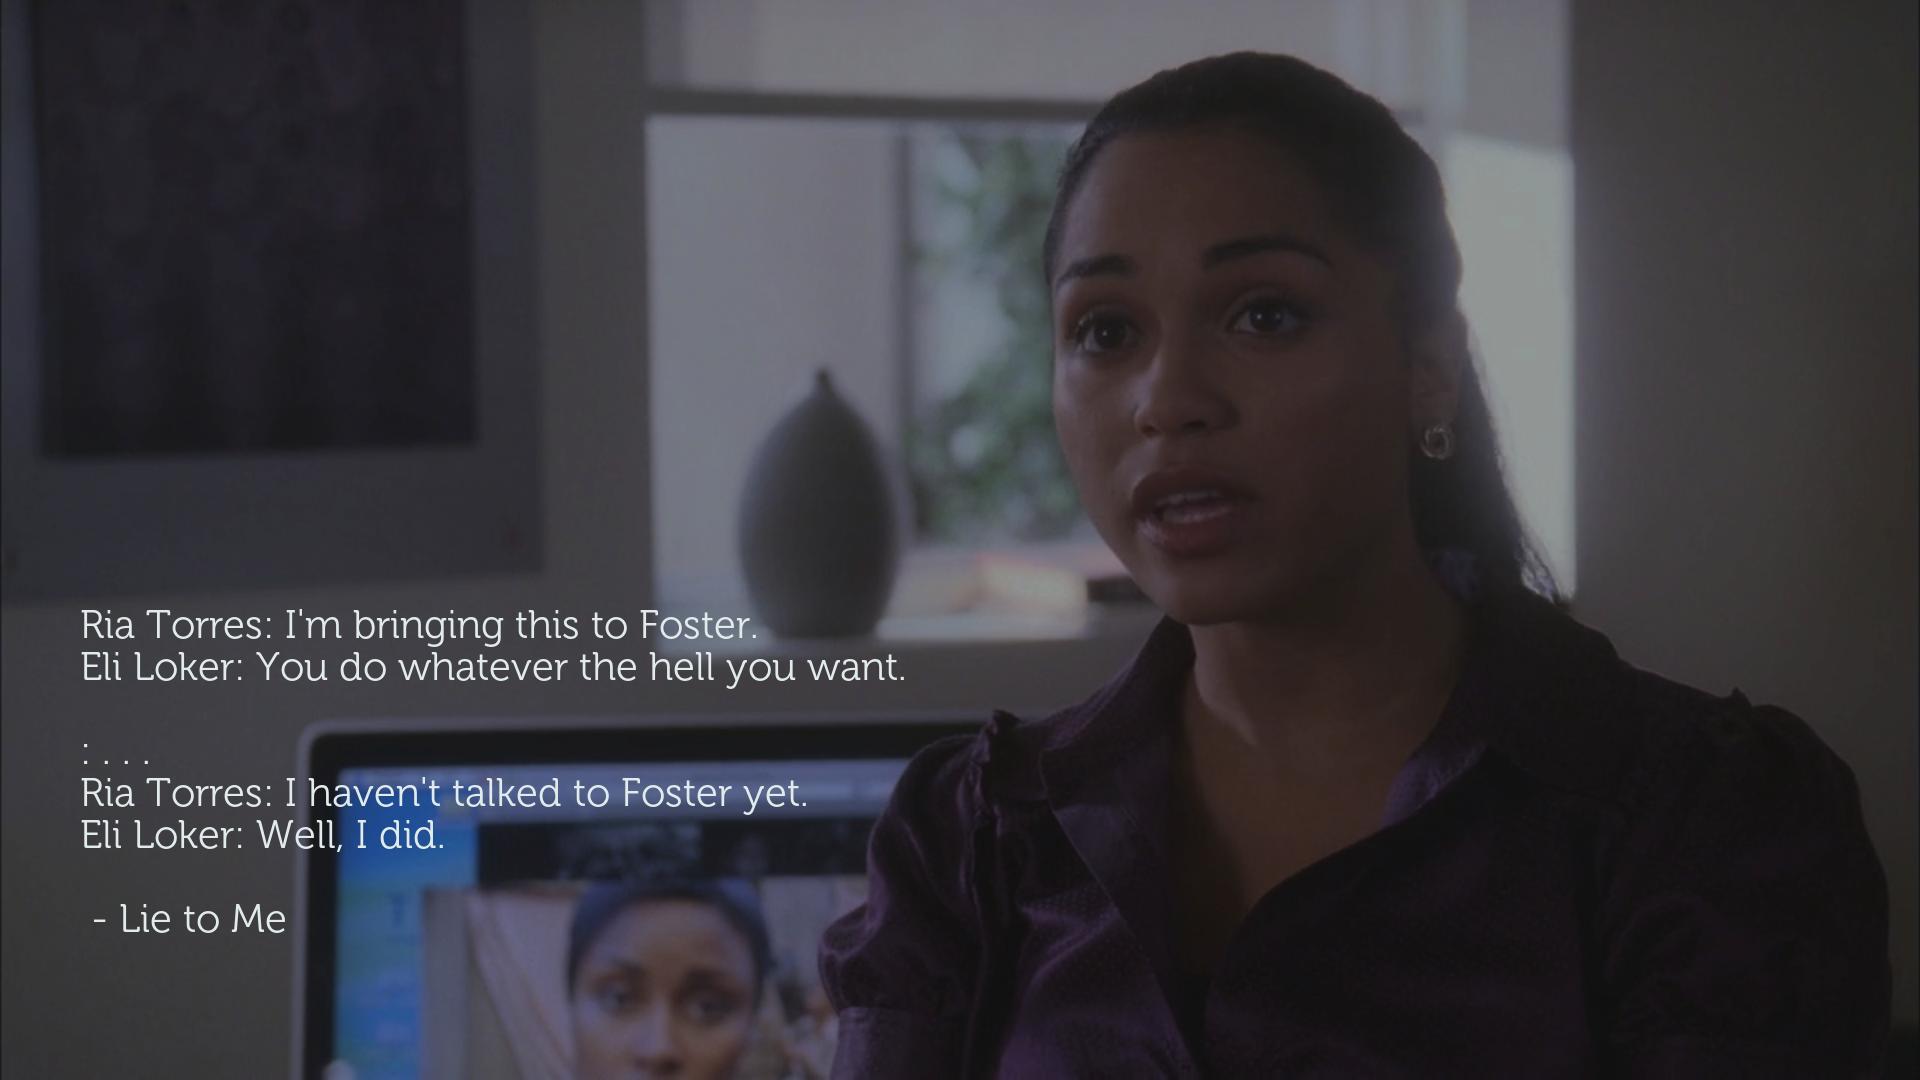 Ria Torres: I'm bringing this to Foster.
Eli Loker: You do whatever the hell you want.
.
. . . .
Ria Torres: I haven't talked to Foster yet.
Eli Loker: Well, I did.
- Lie to Me